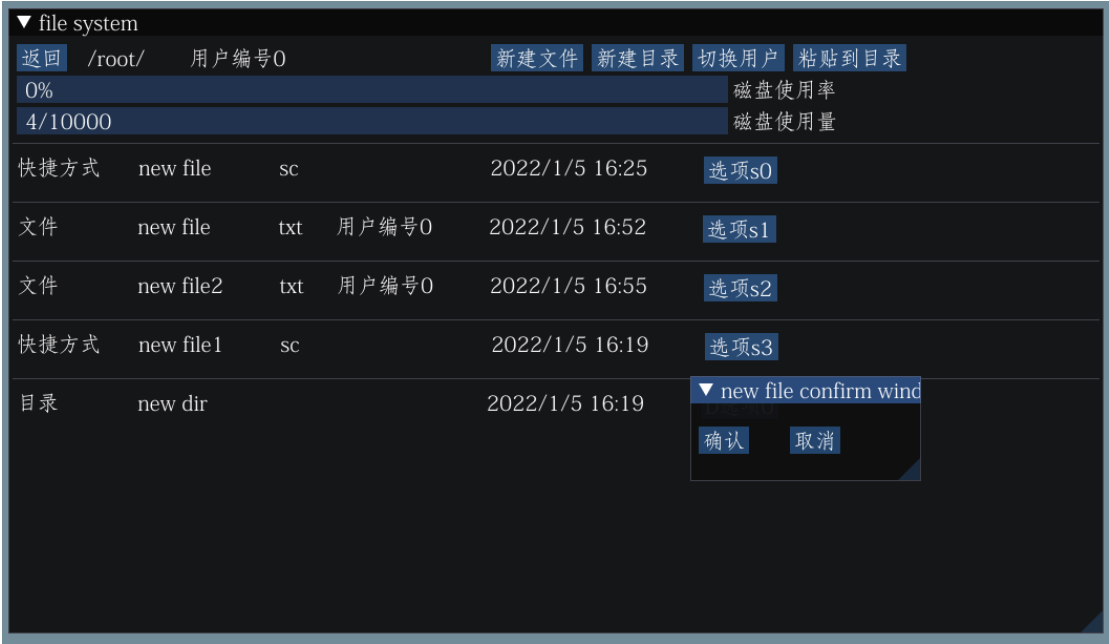 ▼ file system
返回 /root/ 用户编号0 新建文件 新建目录 切换用户 粘贴到目录
0% 磁盘使用率
4/10000 磁盘使用量
快捷方式 new file sc 2022/1/5 16:25 选项s0
文件 new file txt 用户编号0 2022/1/5 16:52 选项s1
文件 new file2 txt 用户编号0 2022/1/5 16:55 选项s2
快捷方式 new file1 sc 2022/1/5 16:19 选项s3
目录 new dir 2022/1/5 16:19
▼ new file confirm wind
确认 取消